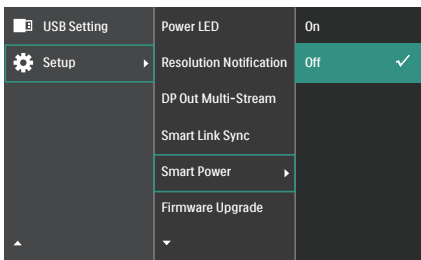 USB Setting
Setup
Power LED
Resolution Notification
DP Out Multi-Stream
Smart Link Sync
Smart Power
Firmware Upgrade
On
Off